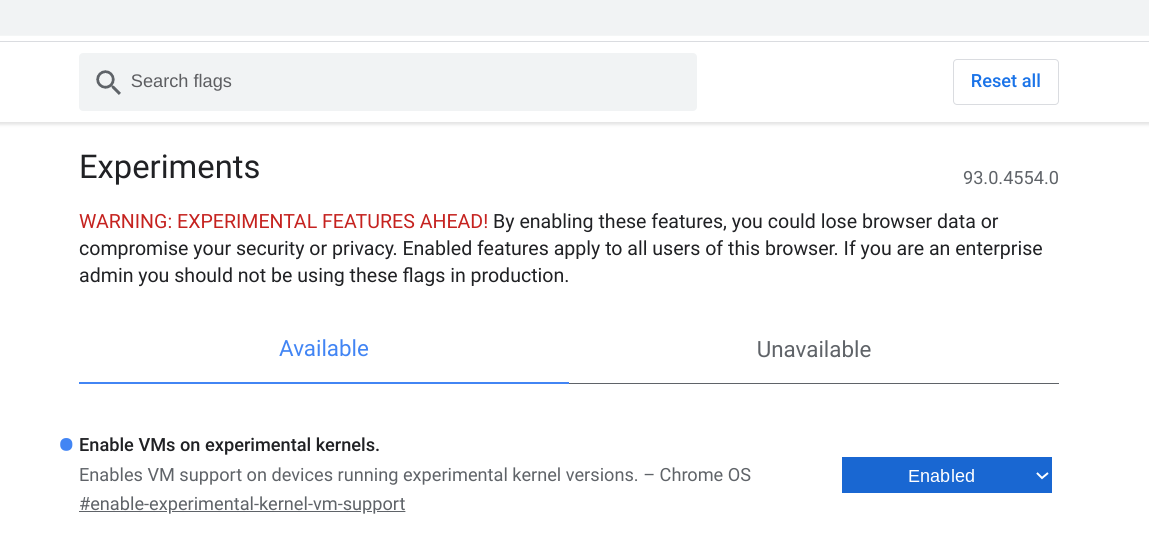 Search flags
Reset all
Experiments
93.0.4554.0
WARNING: EXPERIMENTAL FEATURES AHEAD! By enabling these features, you could lose browser data or
compromise your security or privacy. Enabled features apply to all users of this browser. If you are an enterprise
admin you should not be using these flags in production.
Available
Unavailable
Enable VMs on experimental kernels.
Enables VM support on devices running experimental kernel versions. – Chrome OS
#enable-experimental-kernel-vm-support
Enabled